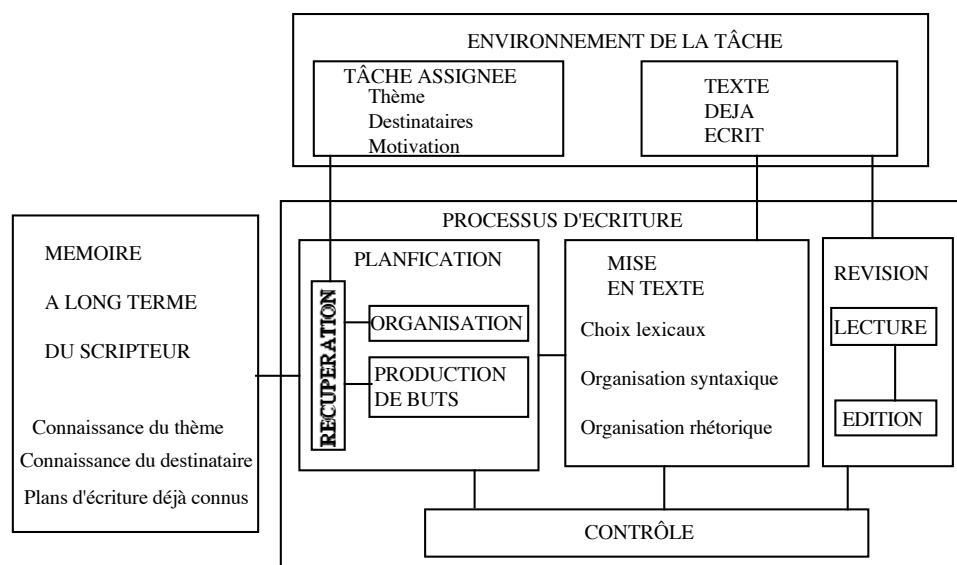 ENVIRONNEMENT DE LA TÂCHE
TÂCHE ASSIGNEE
Thème
Destinataires
Motivation
TEXTE
DEJA
ECRIT
MEMOIRE
A LONG TERME
DU SCRIPTEUR
Connaissance du thème
Connaissance du destinataire
Plans d'écriture déjà connus
PROCESSUS D'ECRITURE
PLANFICATION
RECUPERATION
ORGANISATION
PRODUCTION
DE BUTS
MISE
EN TEXTE
Choix lexicaux
Organisation syntaxique
Organisation rhétorique
REVISION
LECTURE
EDITION
CONTRÔLE